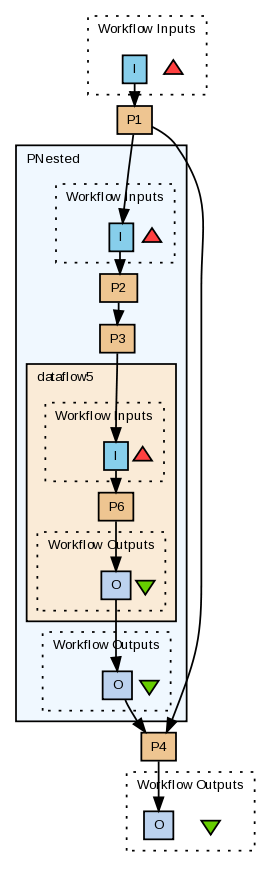 Workflow Inputs
I
P1
PNested
Workflow Inputs
I
P2
P3
dataflow5
Workflow Inputs
I
P6
Workflow Outputs
O
Workflow Outputs
O
P4
Workflow Outputs
O